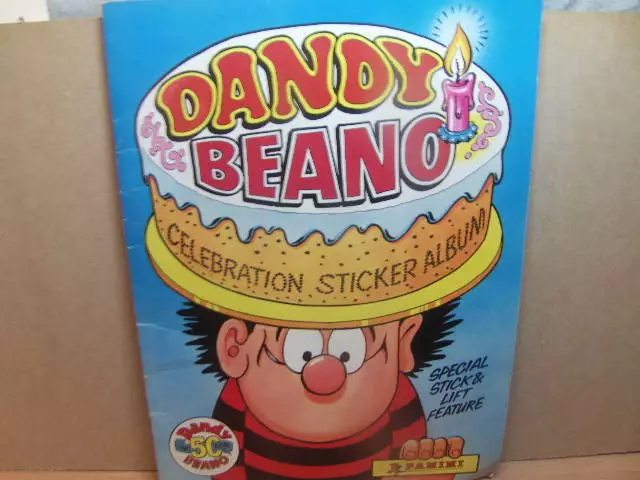 DANDY
BEANO
CELEBRATION STICKER ALBUM
SPECIAL
STICK &
LIFT
FEATURE
Dandy
50
BEANO
PANINI